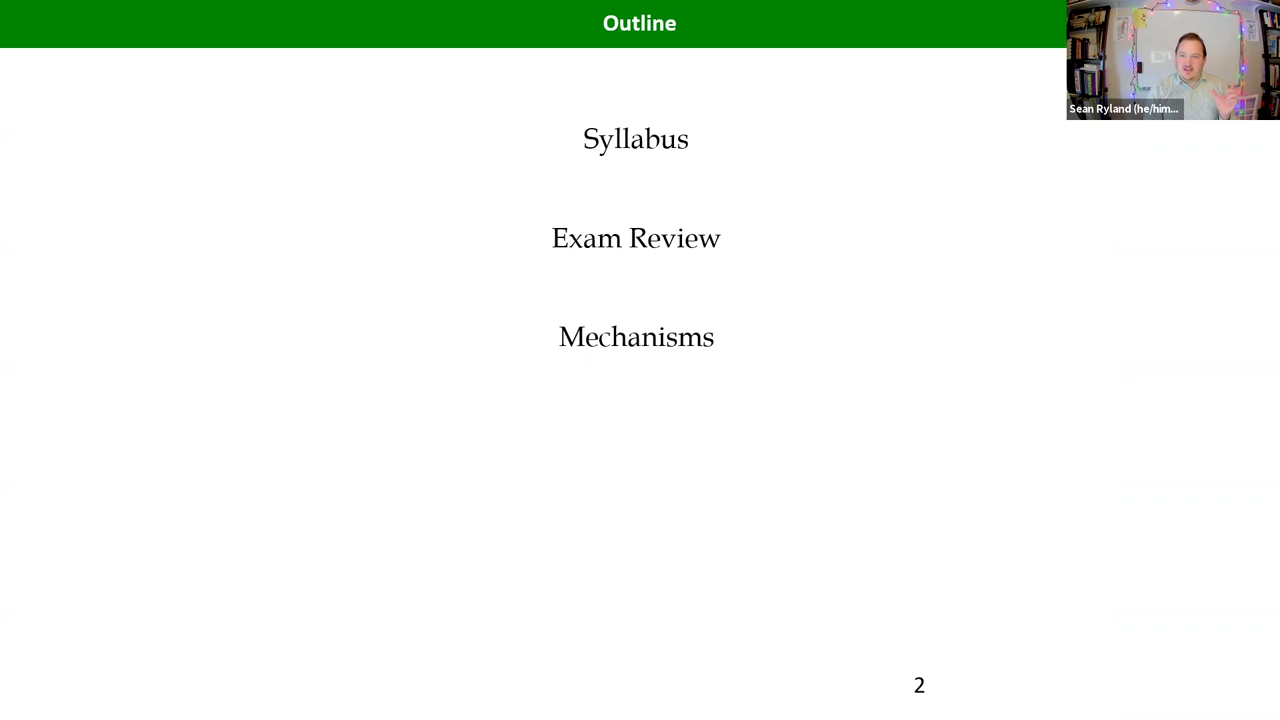 Outline
Sean Ryland (he/him...
Syllabus
Exam Review
Mechanisms
2